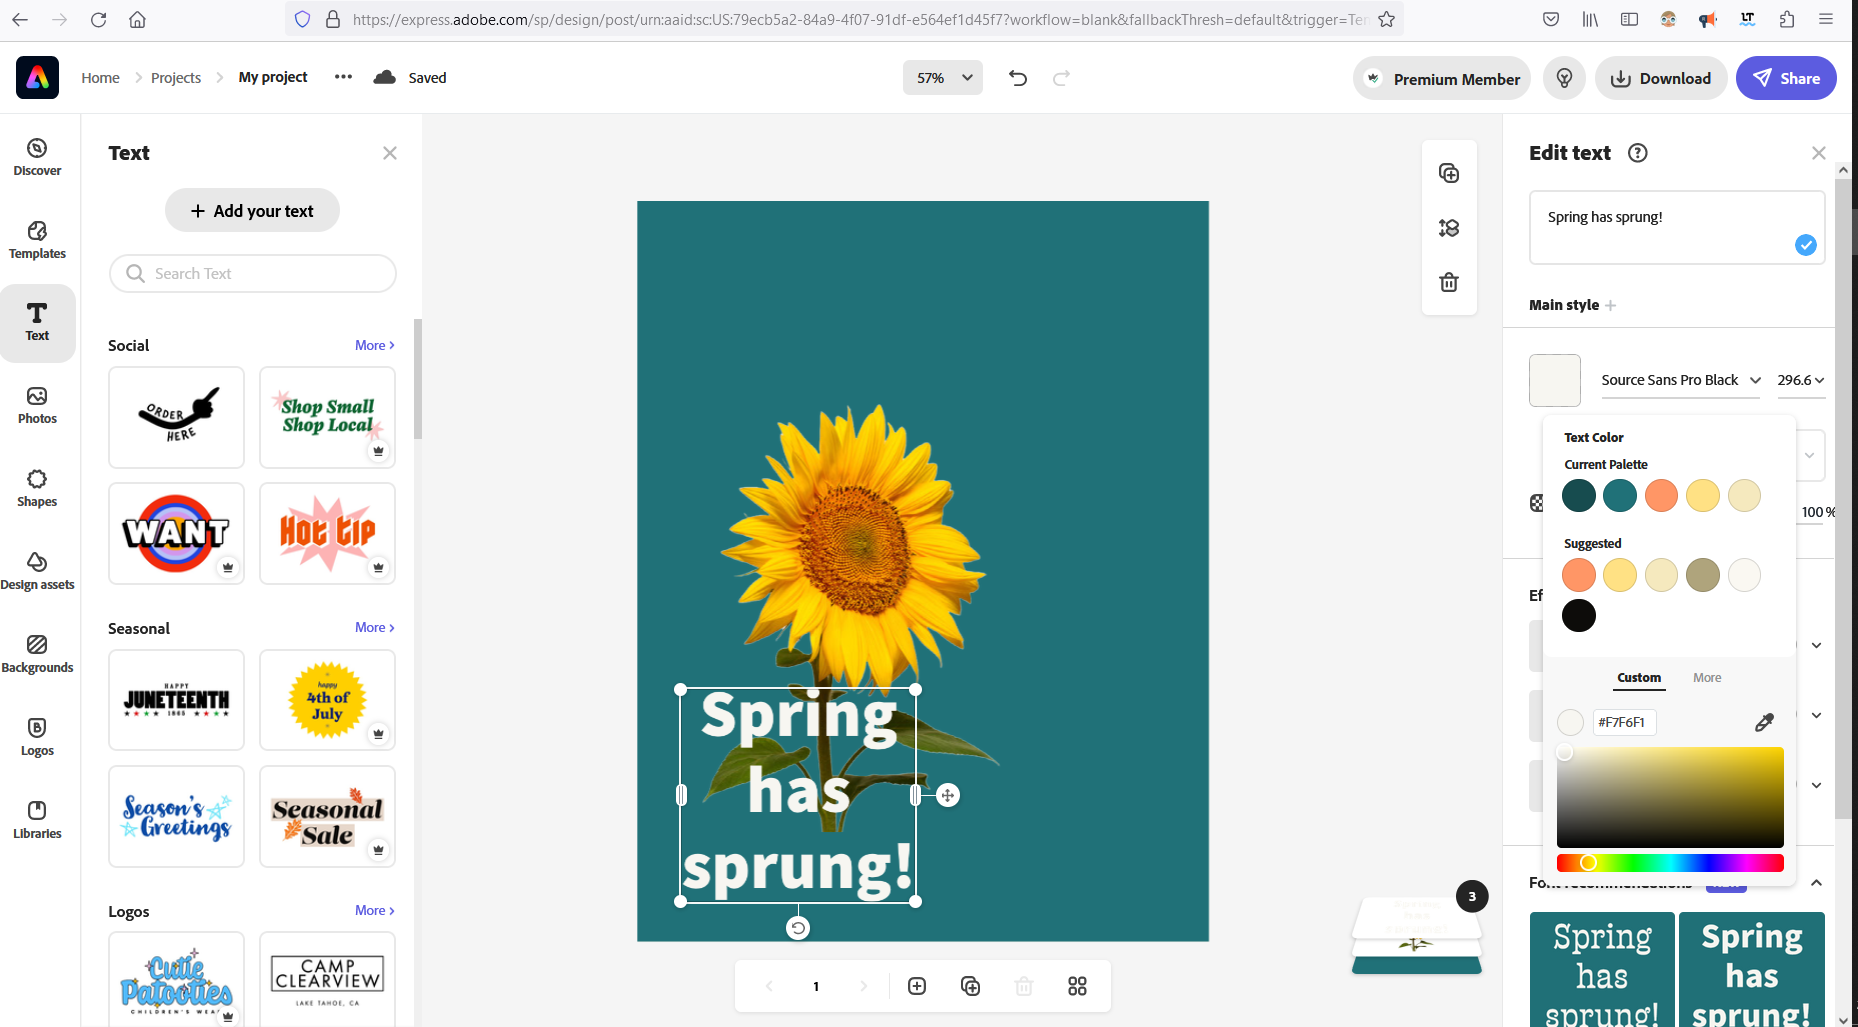 https://express.adobe.com/sp/design/post/urn:aaid:sc:US:79ecb5a2-84a9-4f07-91df-e564ef1d45f7?workflow=blank&fallbackThresh=default&trigger=Ter
Home
Projects
My project
Saved
57%
Premium Member
Download
Share
Discover
Templates
Text
Photos
Shapes
Design assets
Backgrounds
Logos
Libraries
Text
+ Add your text
Search Text
Social
More >
ORDER
HERE
Shop Small
Shop Local
WANT
Hot tip
Seasonal
More >
HAPPY
JUNETEENTH
1865
happy
4th of
July
Season's
Greetings
Seasonal
Sale
Logos
More >
Cutie
Patooties
CHILDREN'S WEAR
CAMP
CLEARVIEW
LAKE TAHOE, CA
Spring
has
sprung!
1
3
Edit text
Spring has sprung!
Main style +
Source Sans Pro Black
296.6
Text Color
Current Palette
100 %
Suggested
Ef
Custom
More
#F7F6F1
Font recommendations
NEW
Spring
has
sprung!
Spring
has
sprung!